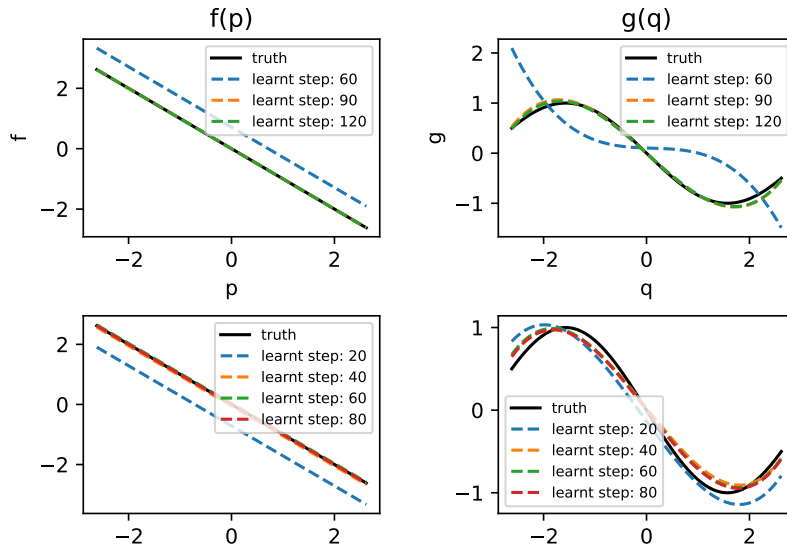 f(p)
g(q)
f
2
0
−2
truth
learnt step: 60
learnt step: 90
learnt step: 120
−2
0
2
p
g
2
1
0
−1
truth
learnt step: 60
learnt step: 90
learnt step: 120
−2
0
2
q
2
0
−2
truth
learnt step: 20
learnt step: 40
learnt step: 60
learnt step: 80
−2
0
2
1
0
−1
truth
learnt step: 20
learnt step: 40
learnt step: 60
learnt step: 80
−2
0
2